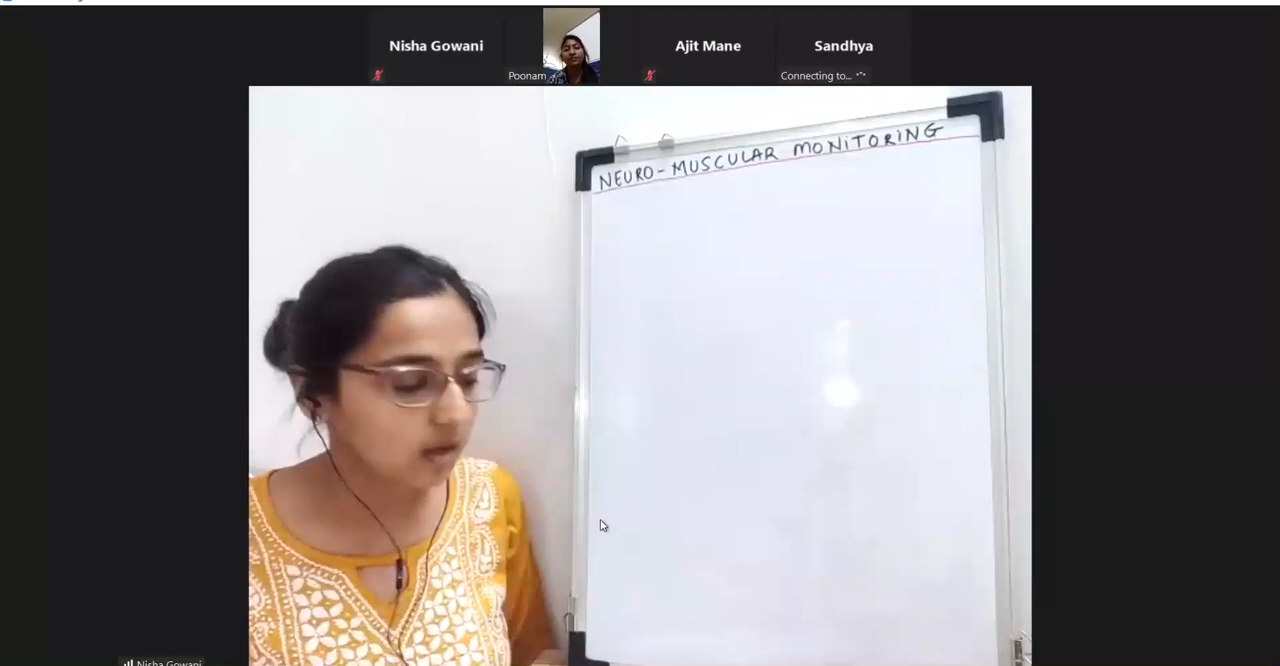 Nisha Gowani
Poonam
Ajit Mane
Sandhya
Connecting to...
NEURO-MUSCULAR MONITORING
Nisha Gowani